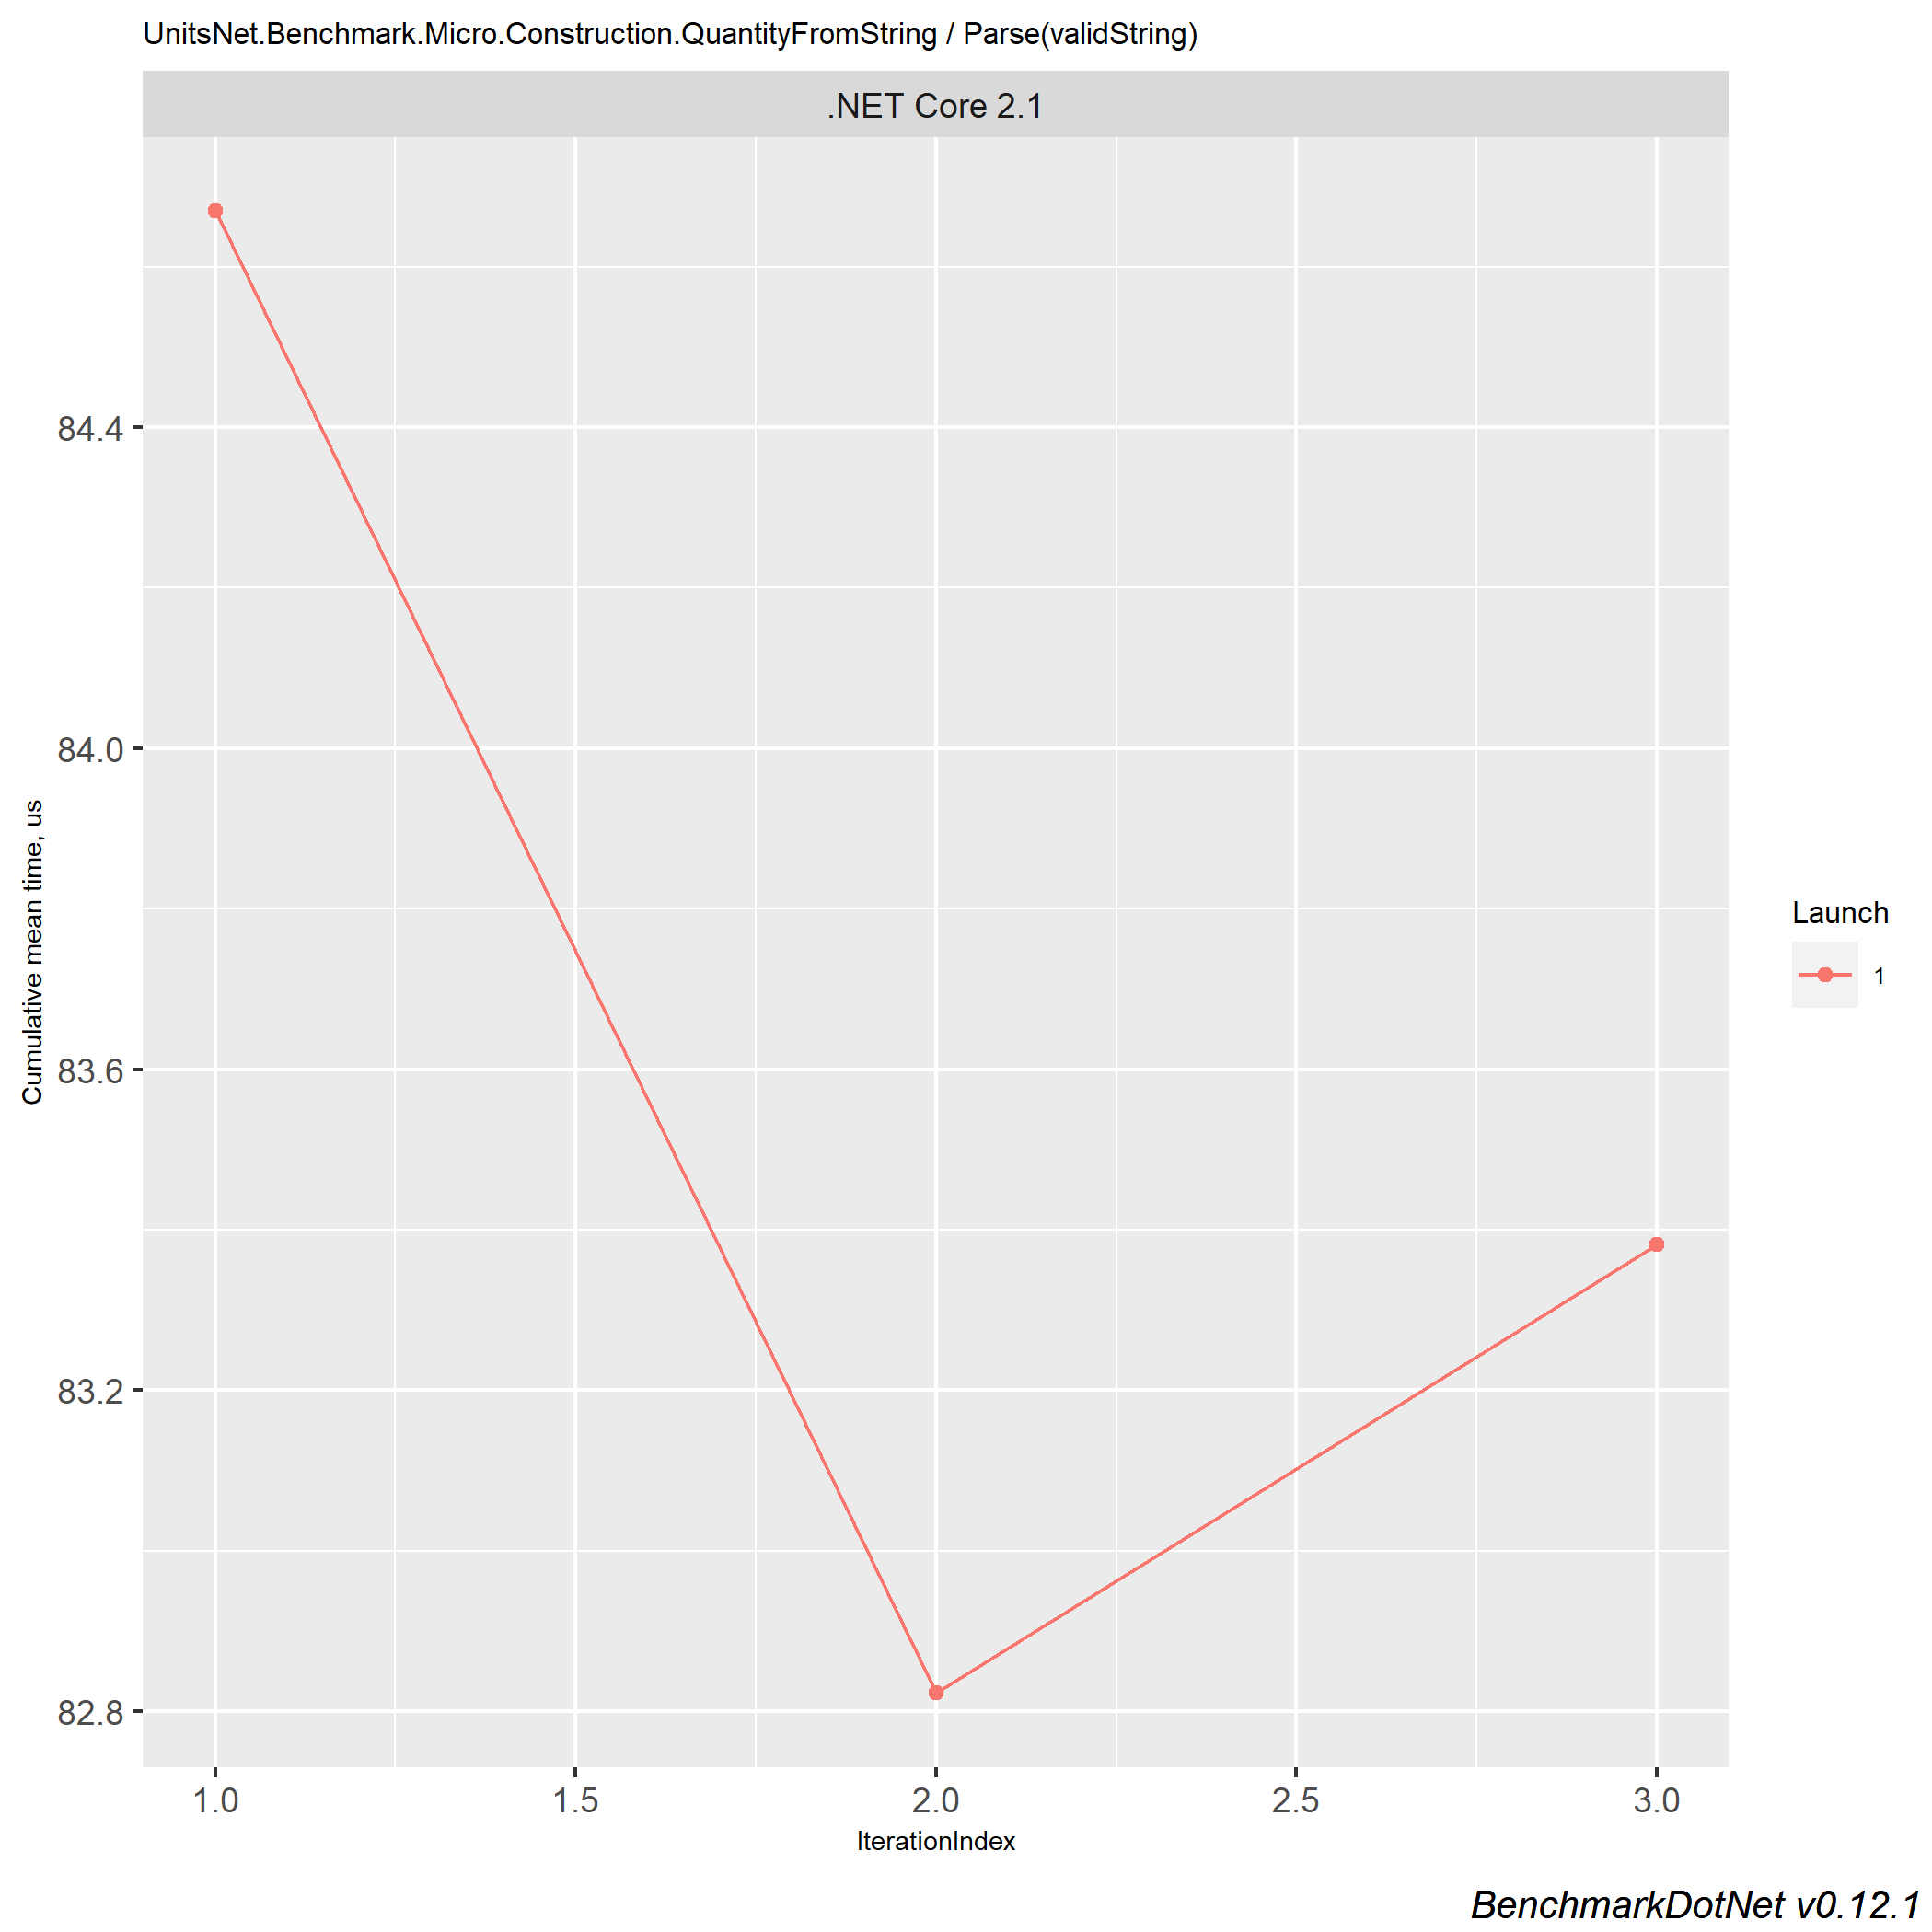 UnitsNet.Benchmark.Micro.Construction.QuantityFromString / Parse(validString)
.NET Core 2.1
84.4
84.0
83.6
83.2
82.8
Cumulative mean time, us
1.0 1.5 2.0 2.5 3.0
IterationIndex
Launch
1
BenchmarkDotNet v0.12.1